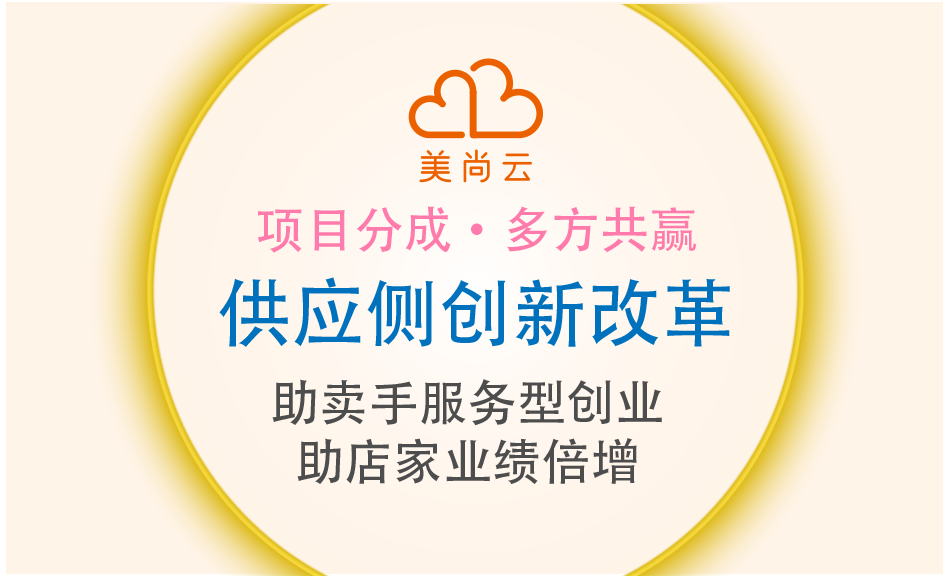 美尚云
项目分成·多方共赢
供应侧创新改革
助卖手服务型创业
助店家业绩倍增